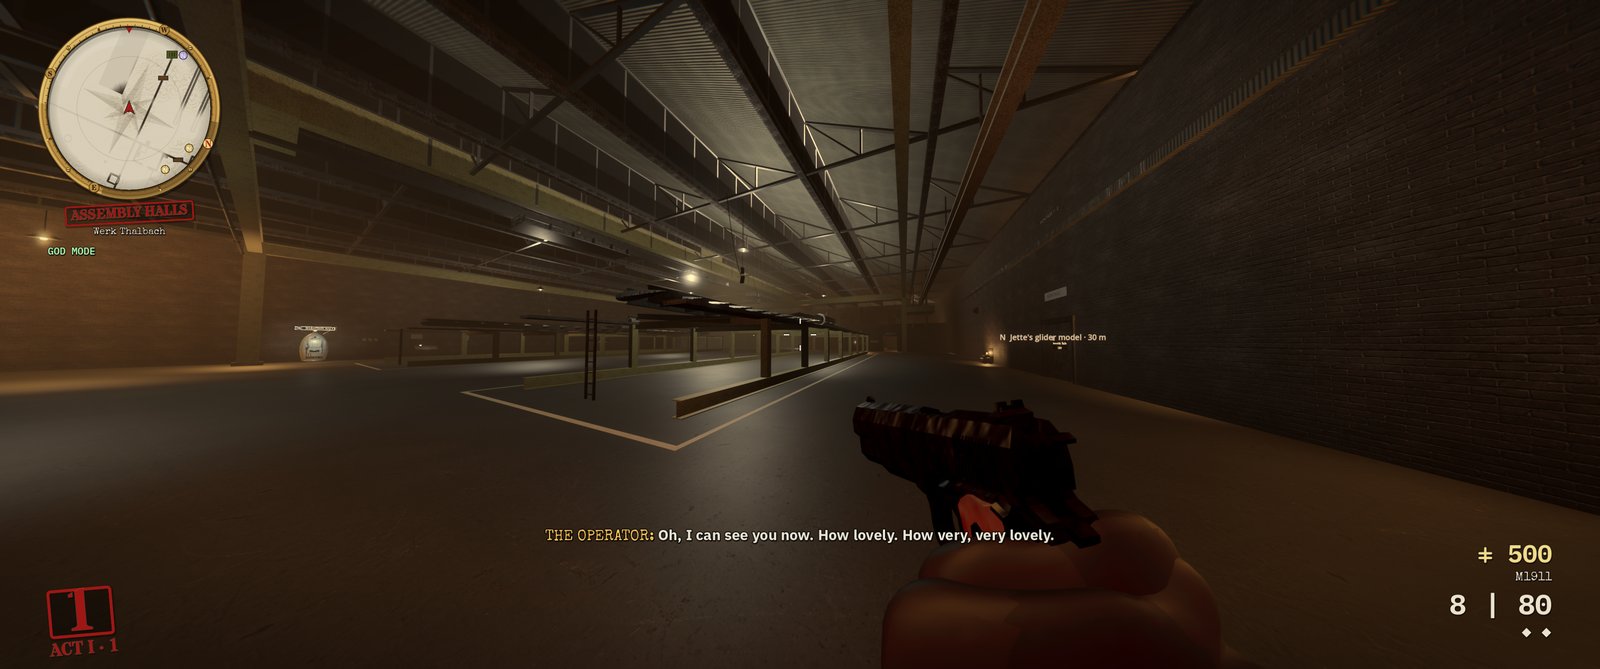 W
S
N
E
ASSEMBLY HALLS
Werk Thalbach
GOD MODE
N Jette's glider model · 30 m
THE OPERATOR: Oh, I can see you now. How lovely. How very, very lovely.
ǂ 500
M1911
8 | 80
1
ACT I · 1